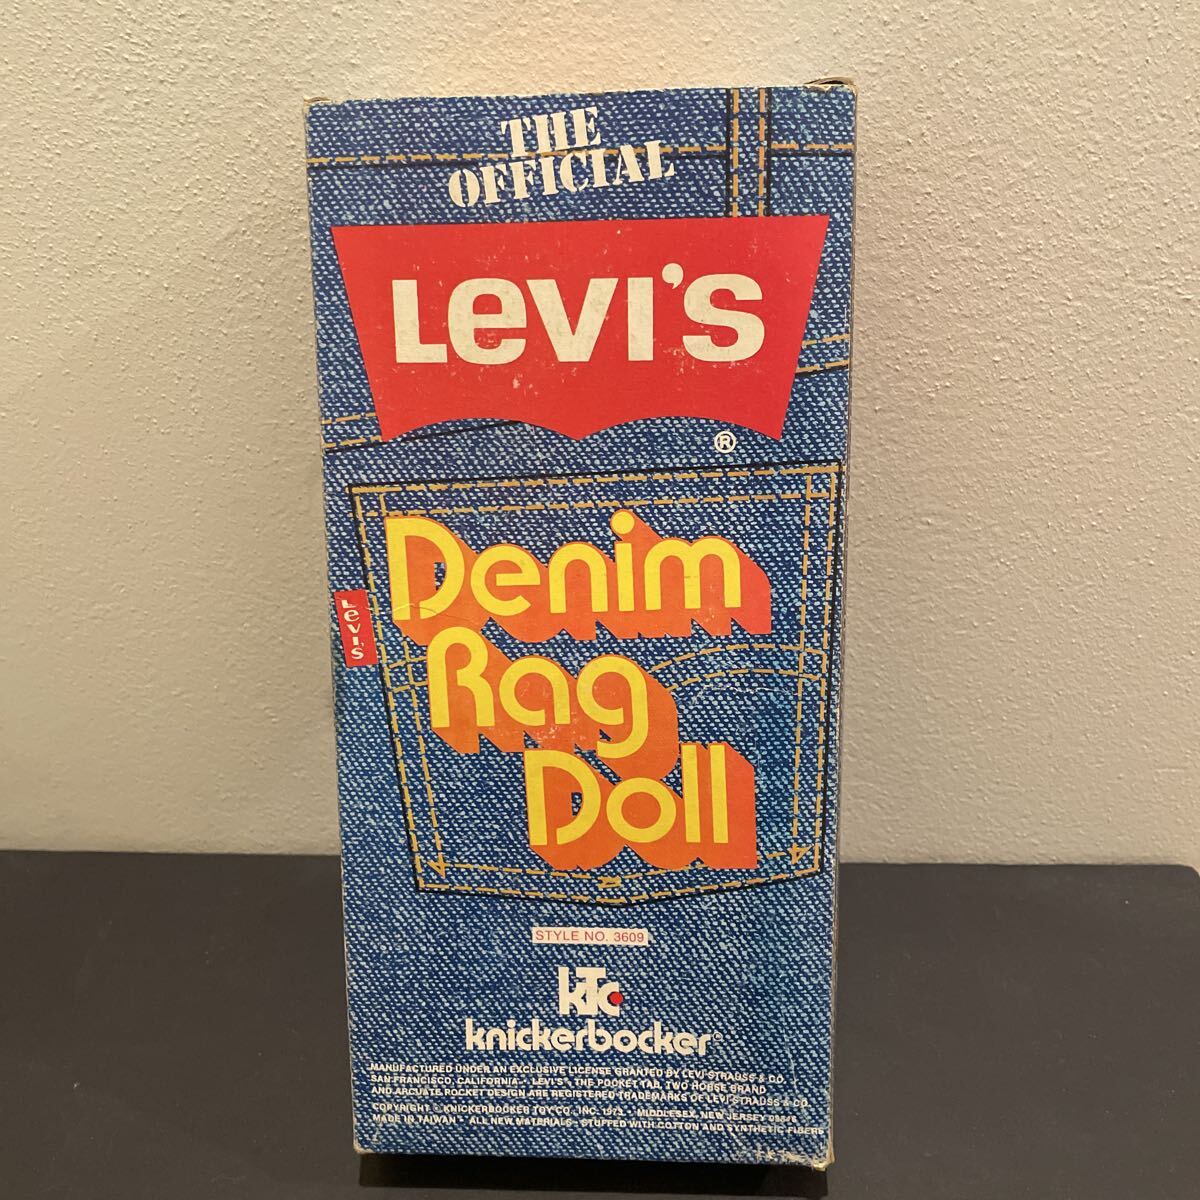 THE
OFFICIAL
Levi's
®
Denim
Levi's
Rag
Doll
STYLE NO. 3609
KTC
knickerbocker®
MANUFACTURED UNDER AN EXCLUSIVE LICENSE GRANTED BY LEVI STRAUSS & CO.
SAN FRANCISCO, CALIFORNIA • LEVI'S®, THE POCKET TAB, TWO HORSE BRAND
AND ARCUATE POCKET DESIGN ARE REGISTERED TRADEMARKS OF LEVI STRAUSS & CO.
COPYRIGHT © KNICKERBOCKER TOY CO., INC. 1973 • MIDDLESEX, NEW JERSEY 08846
MADE IN TAIWAN • ALL NEW MATERIALS • STUFFED WITH COTTON AND SYNTHETIC FIBERS